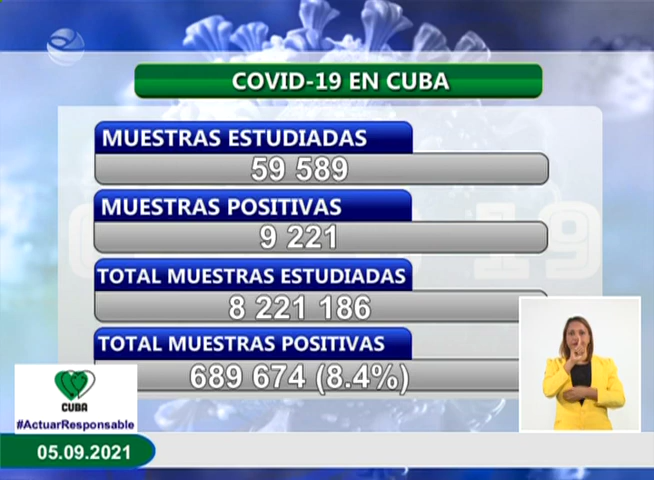 COVID-19 EN CUBA
MUESTRAS ESTUDIADAS
59 589
MUESTRAS POSITIVAS
9 221
TOTAL MUESTRAS ESTUDIADAS
8 221 186
TOTAL MUESTRAS POSITIVAS
689 674 (8.4%)
CUBA
#ActuarResponsable
05.09.2021